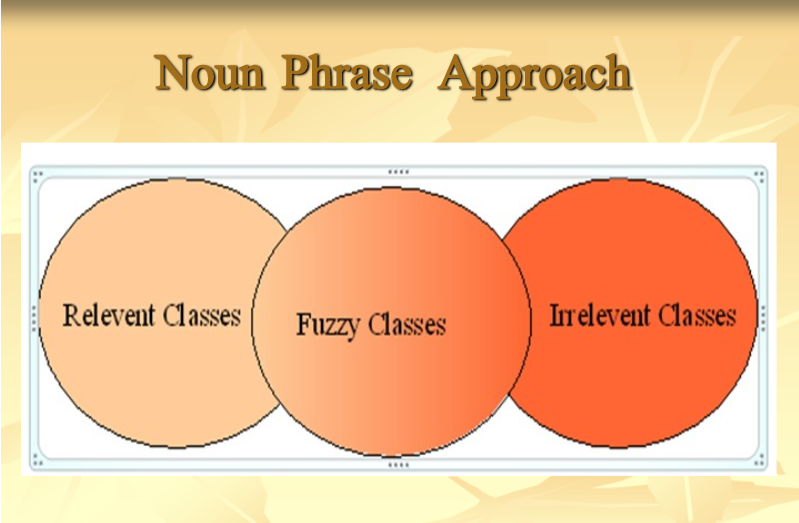 Noun Phrase Approach
Relevent Classes
Fuzzy Classes
Irrelevent Classes